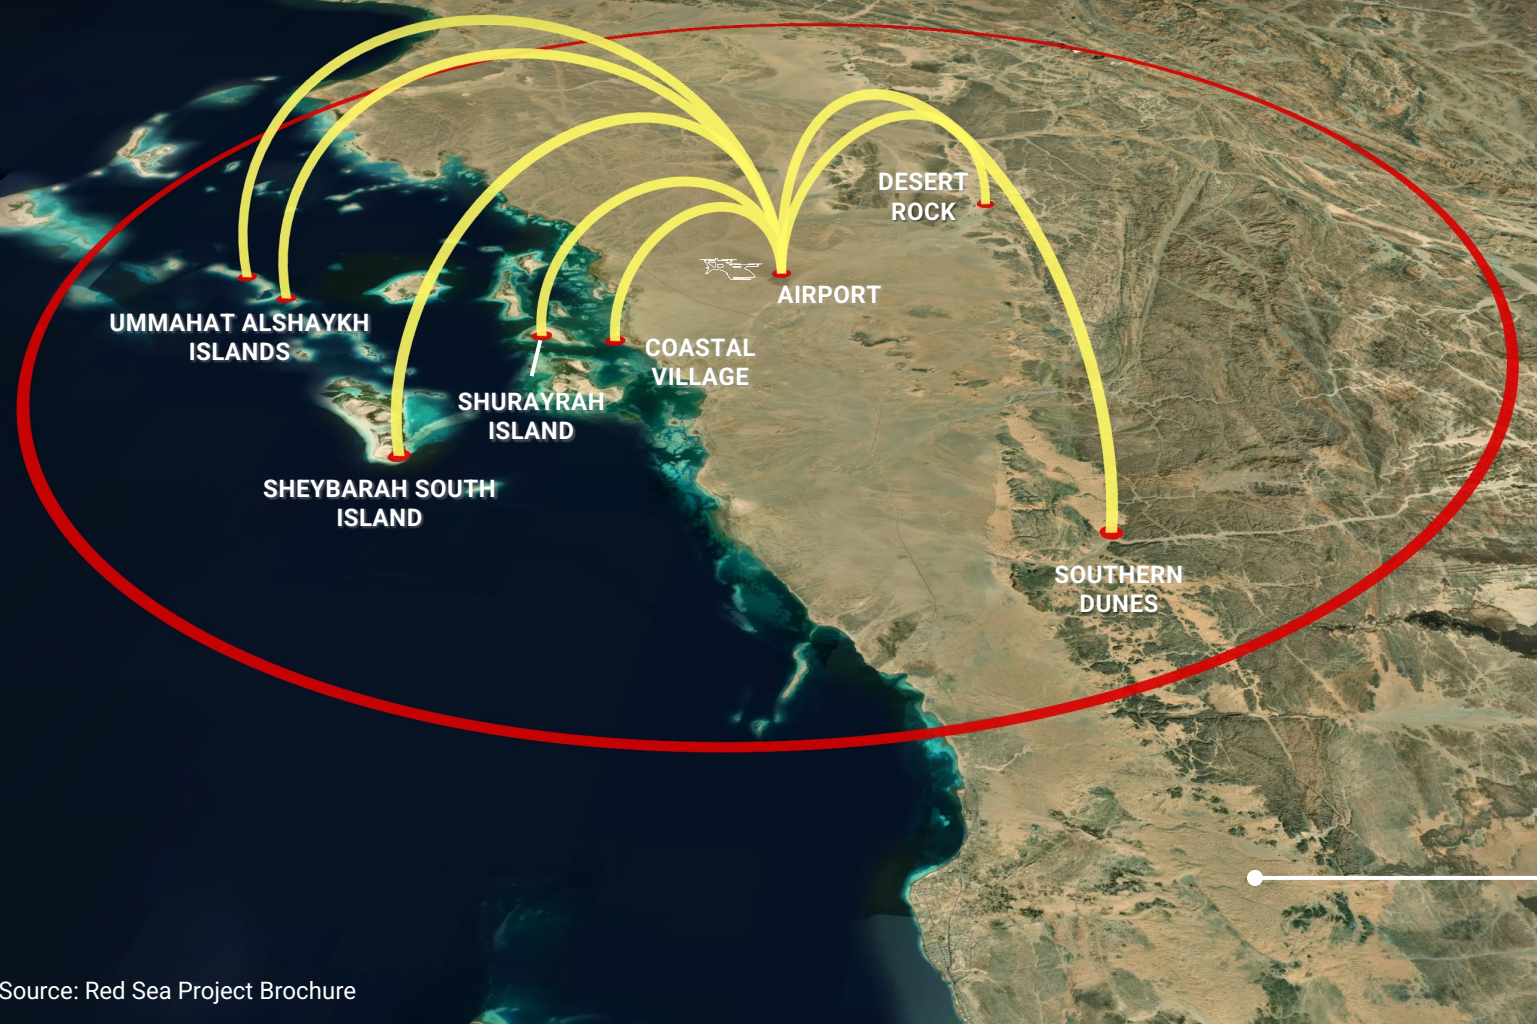 DESERT
ROCK
AIRPORT
UMMAHAT ALSHAYKH
ISLANDS
COASTAL
VILLAGE
SHURAYRAH
ISLAND
SHEYBARAH SOUTH
ISLAND
SOUTHERN
DUNES
Source: Red Sea Project Brochure